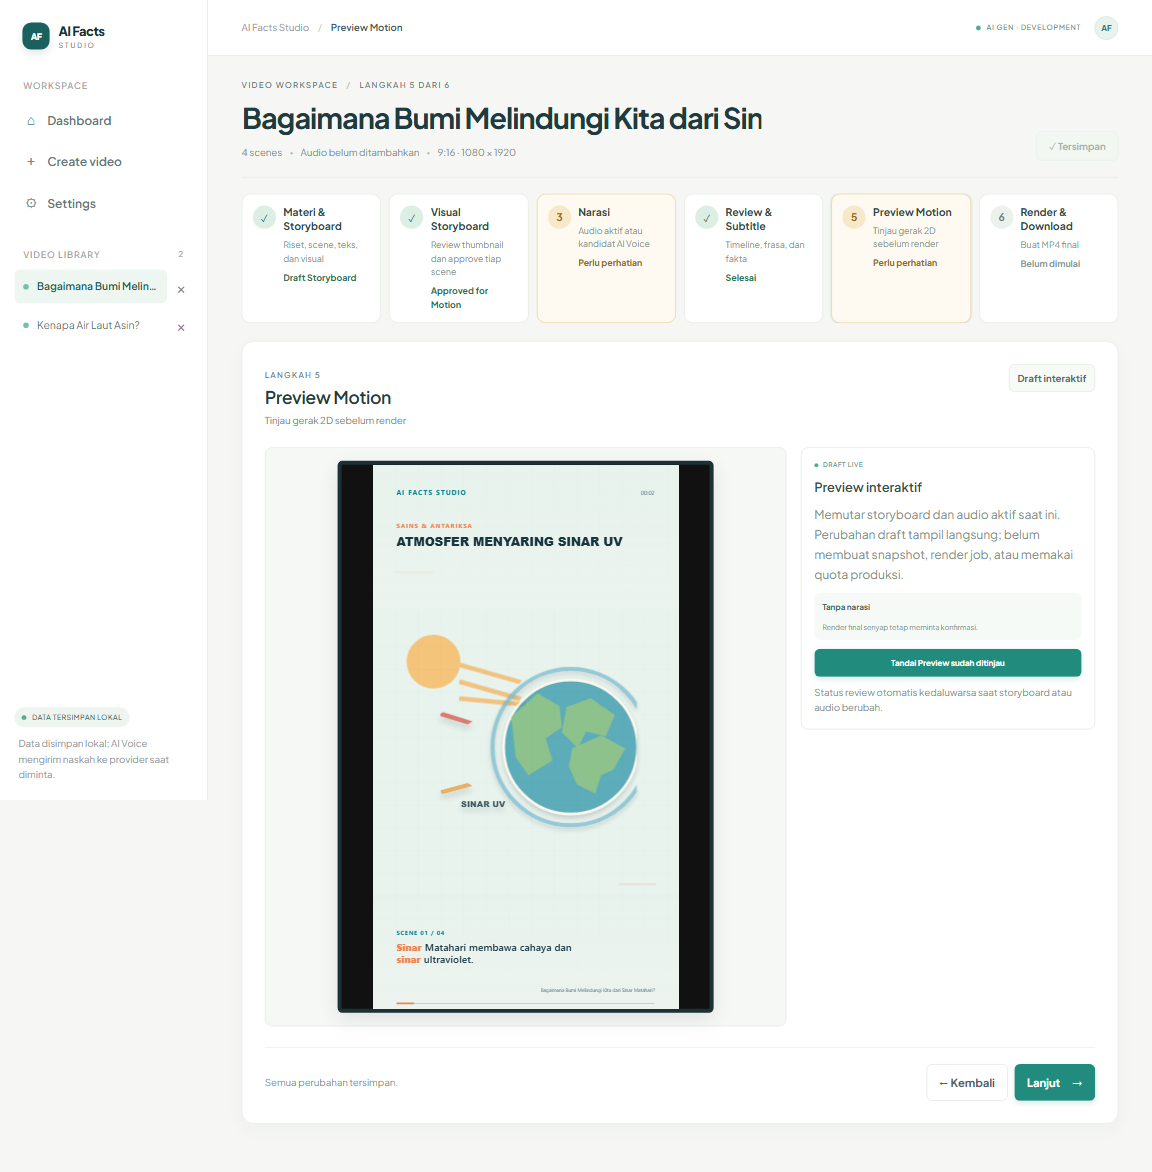 AF
AI Facts
STUDIO
WORKSPACE
Dashboard
+ Create video
Settings
VIDEO LIBRARY 2
Bagaimana Bumi Melin... ×
Kenapa Air Laut Asin? ×
DATA TERSIMPAN LOKAL
Data disimpan lokal; AI Voice
mengirim naskah ke provider saat
diminta.
AI Facts Studio / Preview Motion
AI GEN · DEVELOPMENT AF
VIDEO WORKSPACE / LANGKAH 5 DARI 6
Bagaimana Bumi Melindungi Kita dari Sin
4 scenes • Audio belum ditambahkan • 9:16 · 1080 × 1920
✓ Tersimpan
✓
Materi &
Storyboard
Riset, scene, teks,
dan visual
Draft Storyboard
✓
Visual
Storyboard
Review thumbnail
dan approve tiap
scene
Approved for
Motion
3
Narasi
Audio aktif atau
kandidat AI Voice
Perlu perhatian
✓
Review &
Subtitle
Timeline, frasa, dan
fakta
Selesai
5
Preview Motion
Tinjau gerak 2D
sebelum render
Perlu perhatian
6
Render &
Download
Buat MP4 final
Belum dimulai
LANGKAH 5
Preview Motion
Tinjau gerak 2D sebelum render
Draft interaktif
AI FACTS STUDIO 00:02
SAINS & ANTARIKSA
ATMOSFER MENYARING SINAR UV
SINAR UV
SCENE 01 / 04
Sinar Matahari membawa cahaya dan
sinar ultraviolet.
Bagaimana Bumi Melindungi Kita dari Sinar Matahari?
DRAFT LIVE
Preview interaktif
Memutar storyboard dan audio aktif saat ini.
Perubahan draft tampil langsung; belum
membuat snapshot, render job, atau memakai
quota produksi.
Tanpa narasi
Render final senyap tetap meminta konfirmasi.
Tandai Preview sudah ditinjau
Status review otomatis kedaluwarsa saat storyboard atau
audio berubah.
Semua perubahan tersimpan.
← Kembali
Lanjut →